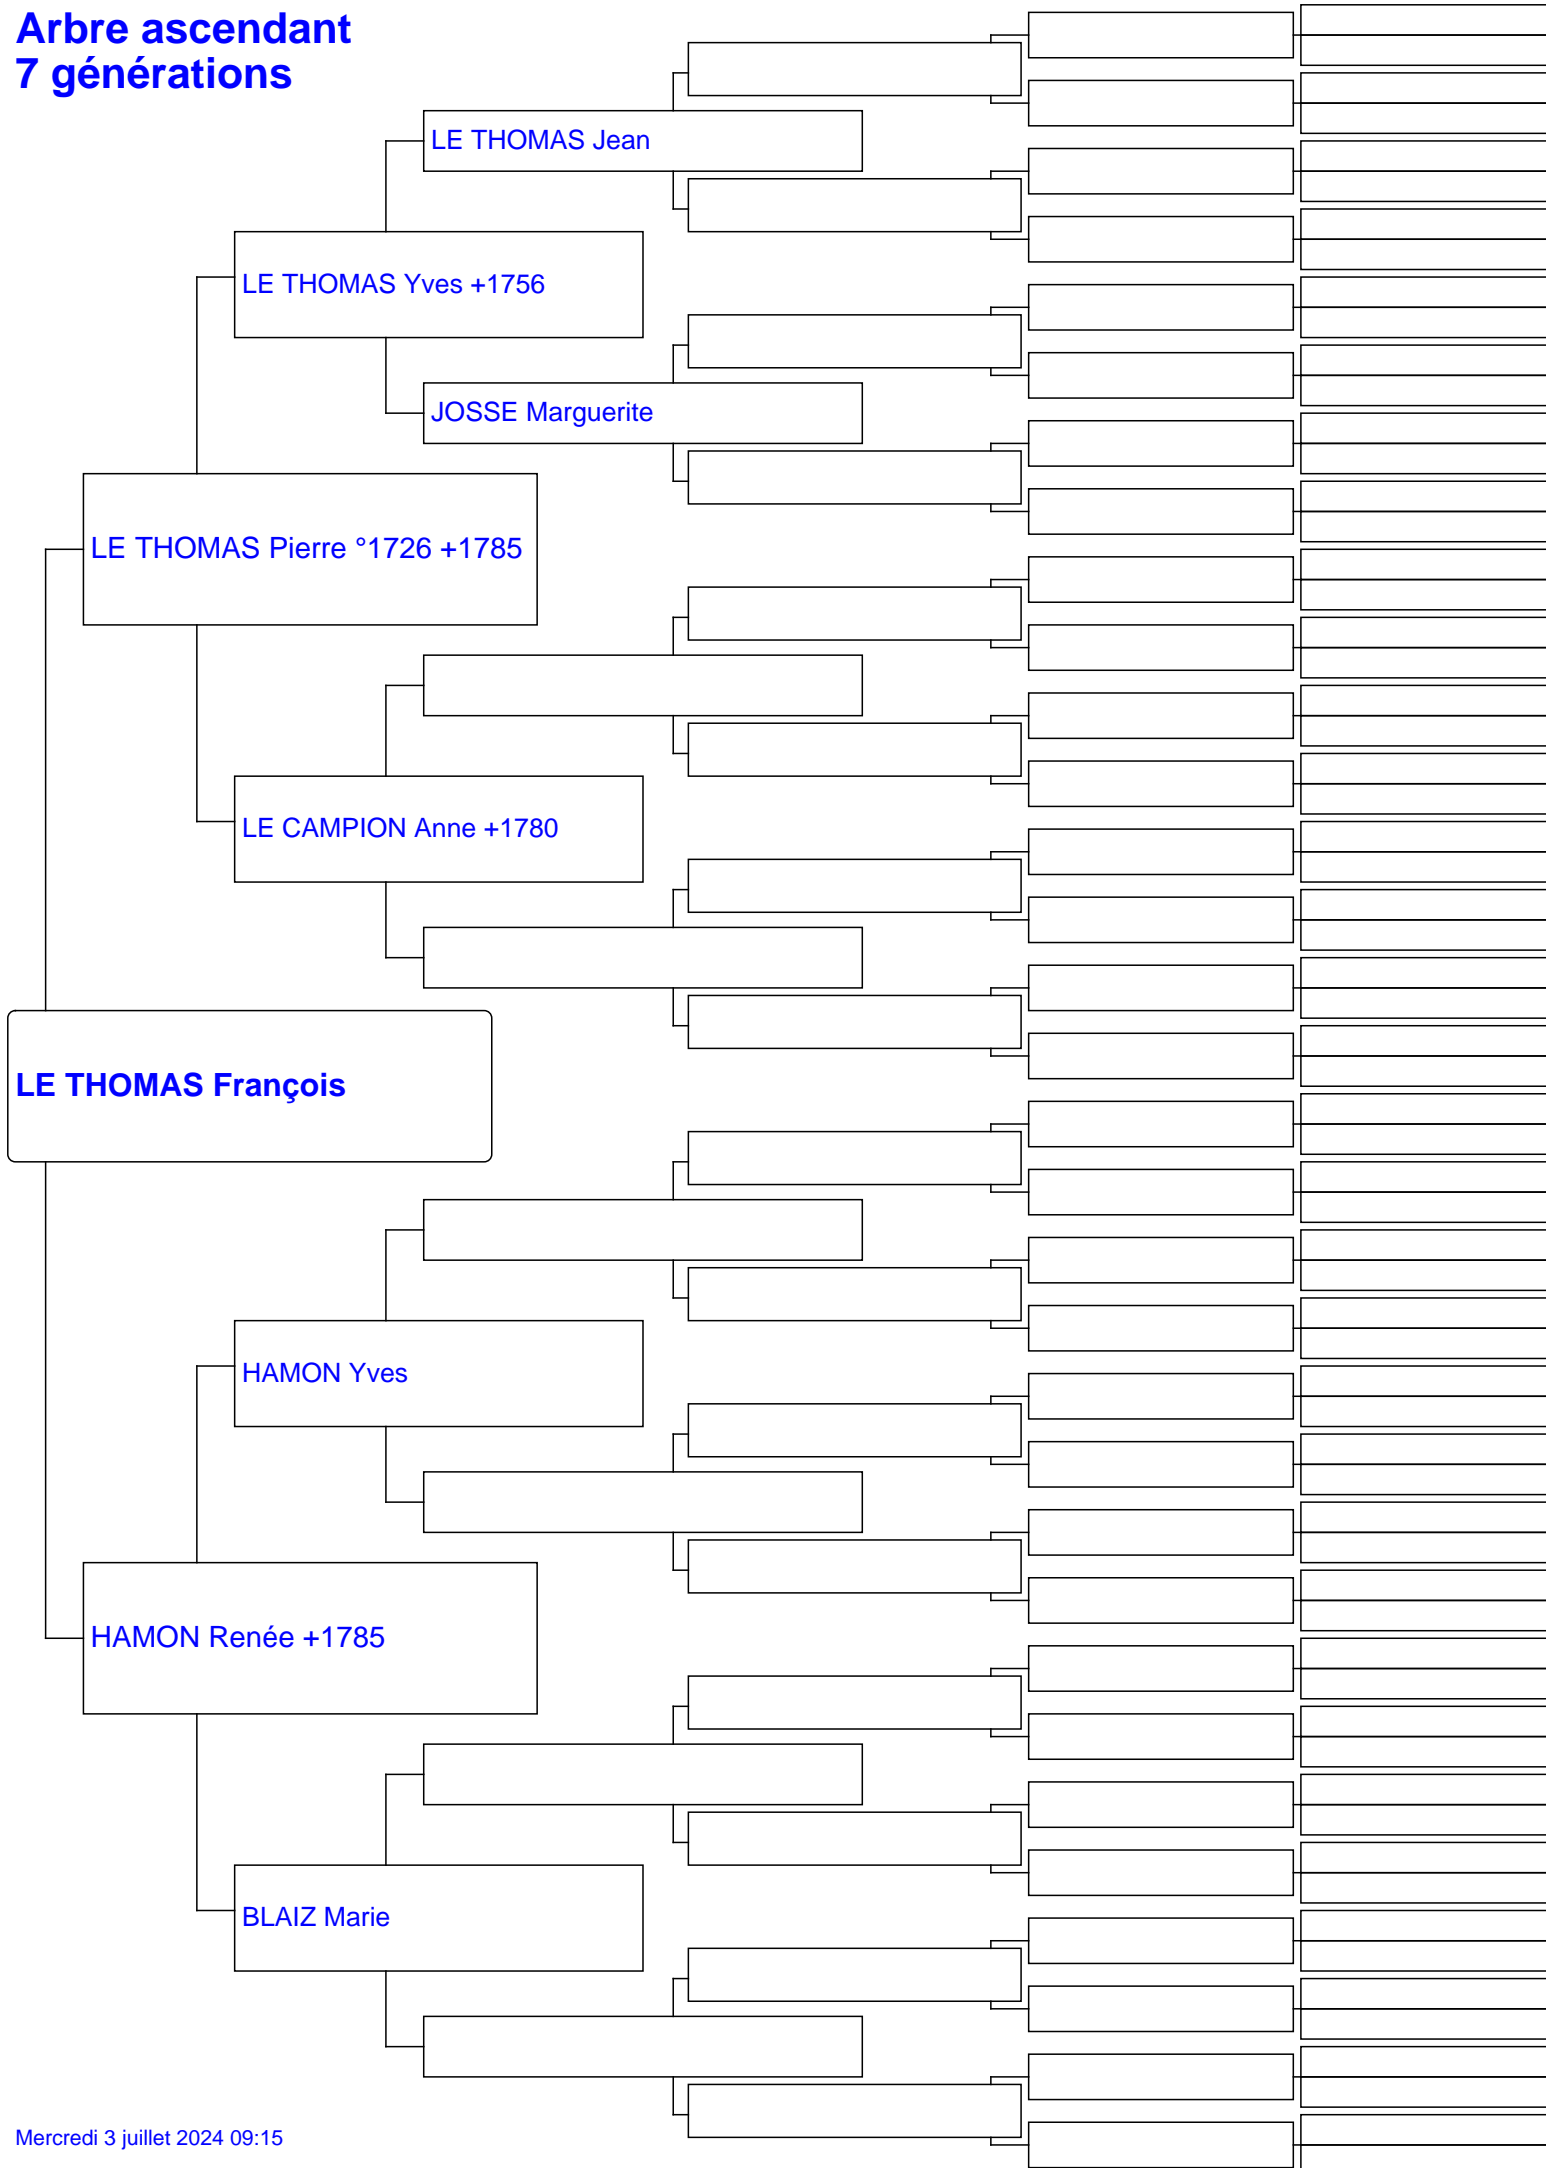 Arbre ascendant
7 générations
LE THOMAS Jean
LE THOMAS Yves +1756
JOSSE Marguerite
LE THOMAS Pierre °1726 +1785
LE CAMPION Anne +1780
LE THOMAS François
HAMON Yves
HAMON Renée +1785
BLAIZ Marie
Mercredi 3 juillet 2024 09:15